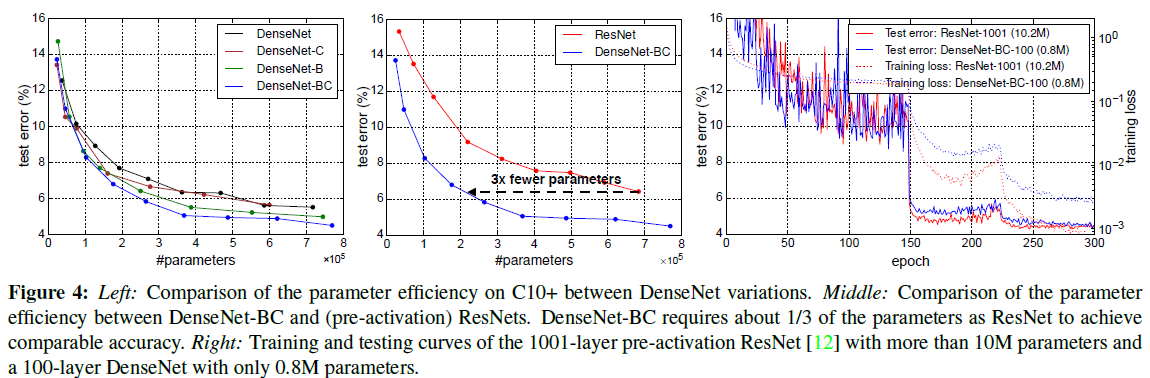 16
14
12
10
8
6
4
test error (%)
0 1 2 3 4 5 6 7 8
#parameters
×10⁵
DenseNet
DenseNet-C
DenseNet-B
DenseNet-BC
16
14
12
10
8
6
4
test error (%)
0 1 2 3 4 5 6 7 8
#parameters
×10⁵
ResNet
DenseNet-BC
3x fewer parameters
16
14
12
10
8
6
4
test error (%)
0 50 100 150 200 250 300
epoch
10⁰
10⁻¹
10⁻²
10⁻³
training loss
Test error: ResNet-1001 (10.2M)
Test error: DenseNet-BC-100 (0.8M)
Training loss: ResNet-1001 (10.2M)
Training loss: DenseNet-BC-100 (0.8M)
Figure 4: Left: Comparison of the parameter efficiency on C10+ between DenseNet variations. Middle: Comparison of the parameter
efficiency between DenseNet-BC and (pre-activation) ResNets. DenseNet-BC requires about 1/3 of the parameters as ResNet to achieve
comparable accuracy. Right: Training and testing curves of the 1001-layer pre-activation ResNet [12] with more than 10M parameters and
a 100-layer DenseNet with only 0.8M parameters.